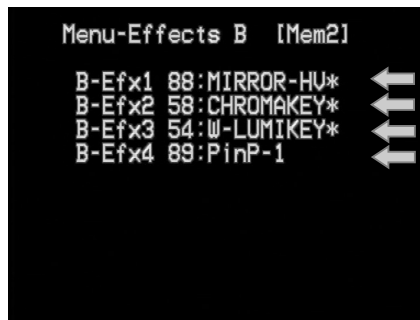 Menu-Effects B [Mem2]
B-Efx1 88:MIRROR-HV*
B-Efx2 58:CHROMAKEY*
B-Efx3 54:W-LUMIKEY*
B-Efx4 89:PinP-1